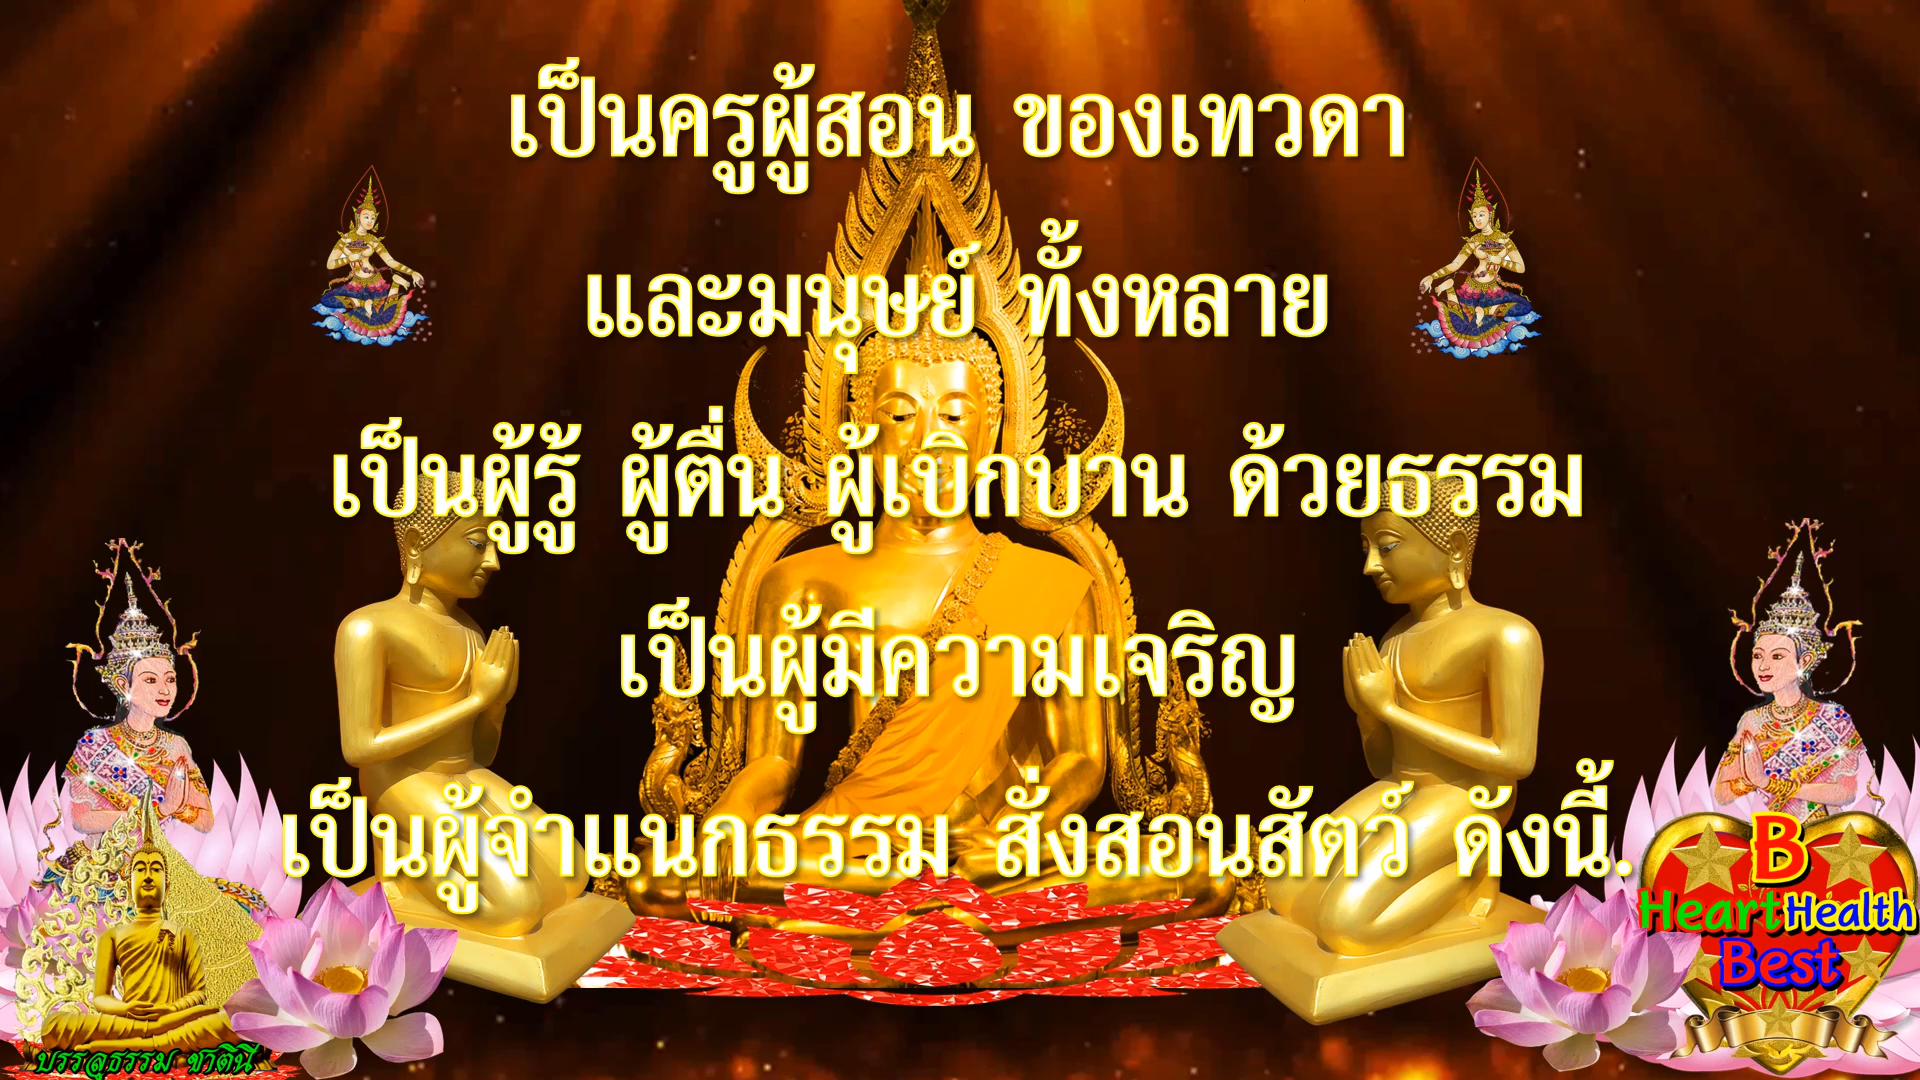 เป็นครูผู้สอน ของเทวดา
และมนุษย์ ทั้งหลาย
เป็นผู้รู้ ผู้ตื่น ผู้เบิกบาน ด้วยธรรม
เป็นผู้มีความเจริญ
เป็นผู้จำแนกธรรม สั่งสอนสัตว์ ดังนี้.
B
HeartHealth
Best
บรรลุธรรม ชาตินี้